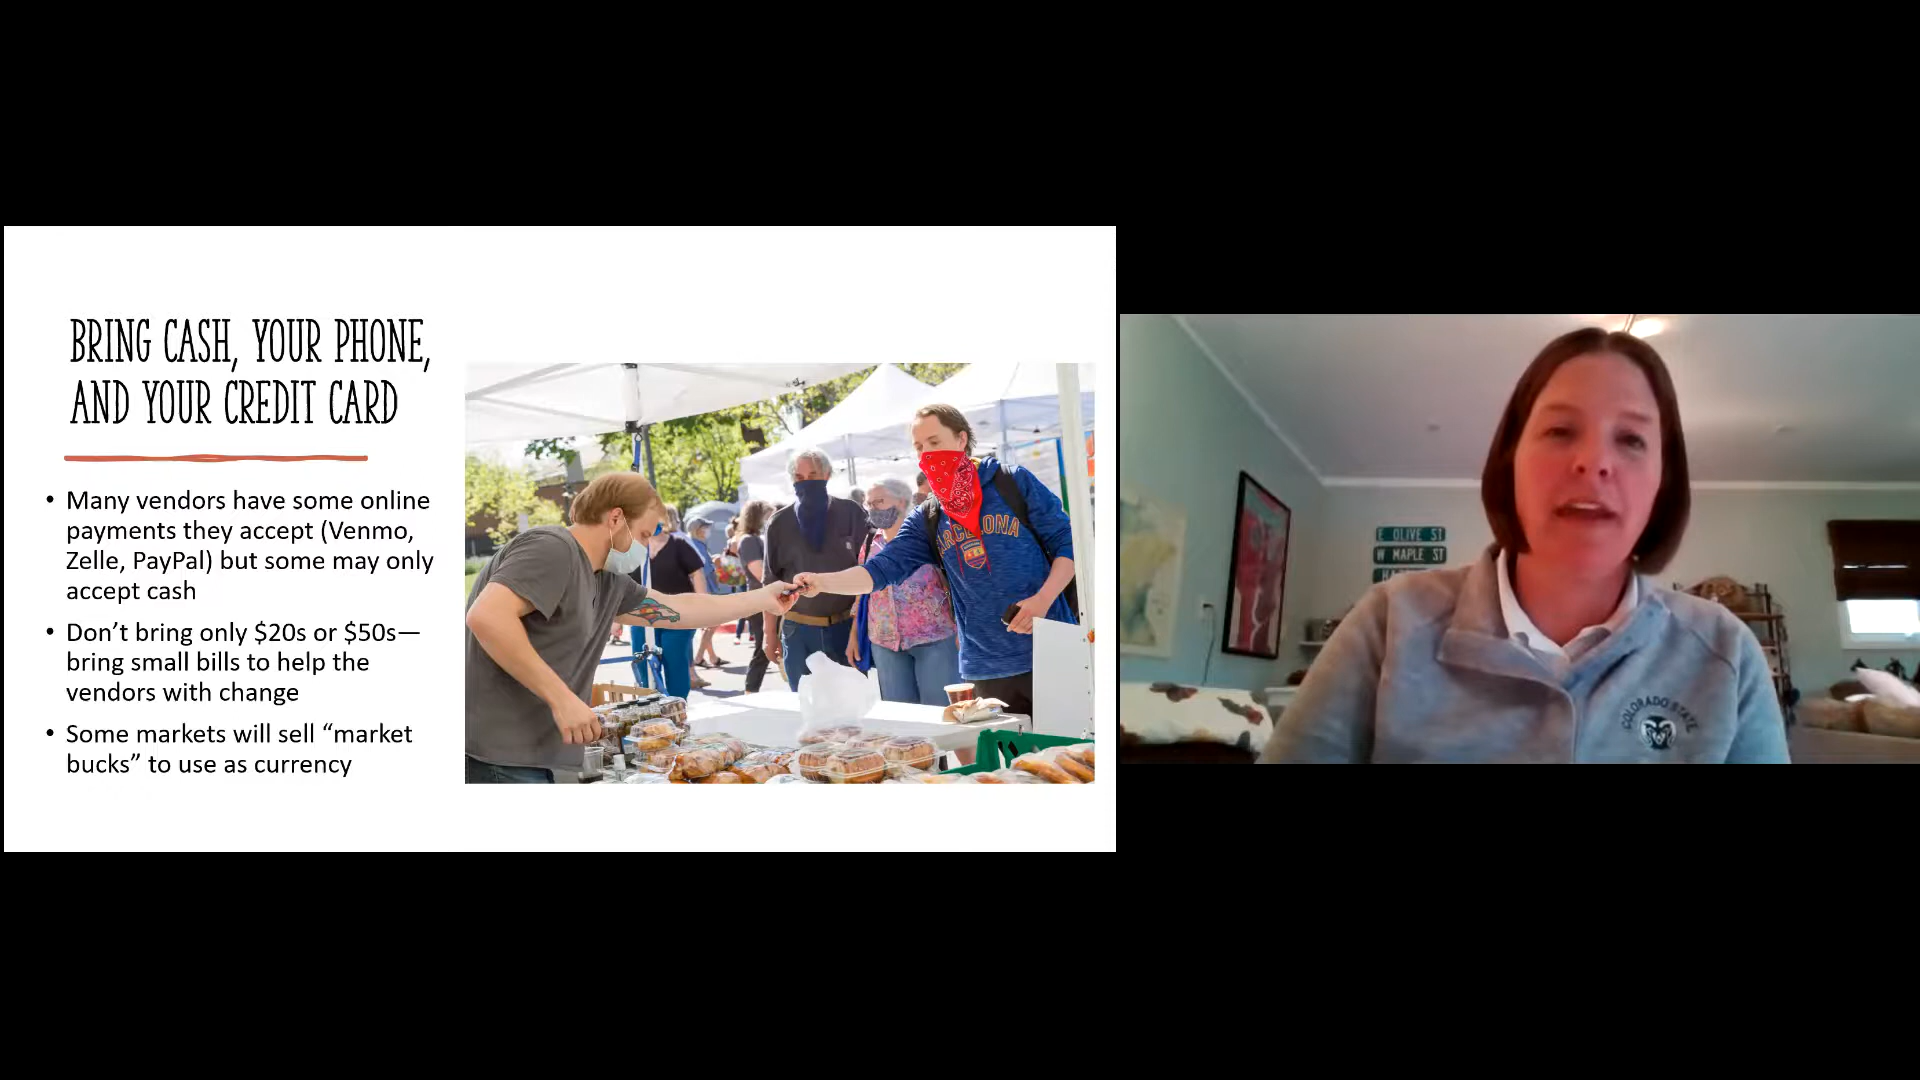 BRING CASH, YOUR PHONE,
AND YOUR CREDIT CARD
• Many vendors have some online
payments they accept (Venmo,
Zelle, PayPal) but some may only
accept cash
• Don’t bring only $20s or $50s—
bring small bills to help the
vendors with change
• Some markets will sell “market
bucks” to use as currency
E OLIVE ST
W MAPLE ST
COLORADO STATE